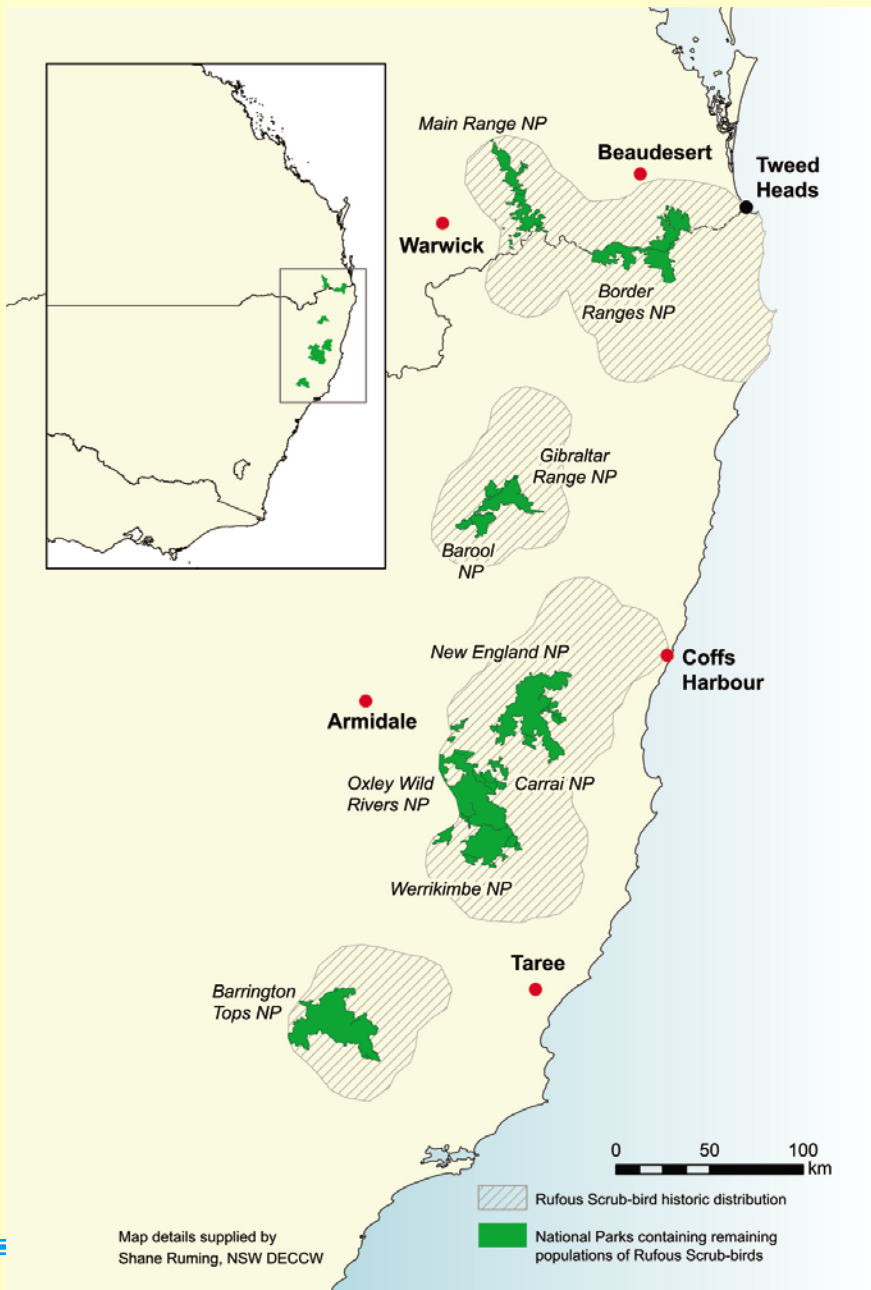 Main Range NP
Beaudesert
Tweed
Heads
Warwick
Border
Ranges NP
Gibraltar
Range NP
Barool
NP
New England NP
Coffs
Harbour
Armidale
Oxley Wild
Rivers NP
Carrai NP
Werrikimbe NP
Taree
Barrington
Tops NP
0 50 100
km
Rufous Scrub-bird historic distribution
National Parks containing remaining
populations of Rufous Scrub-birds
Map details supplied by
Shane Ruming, NSW DECCW